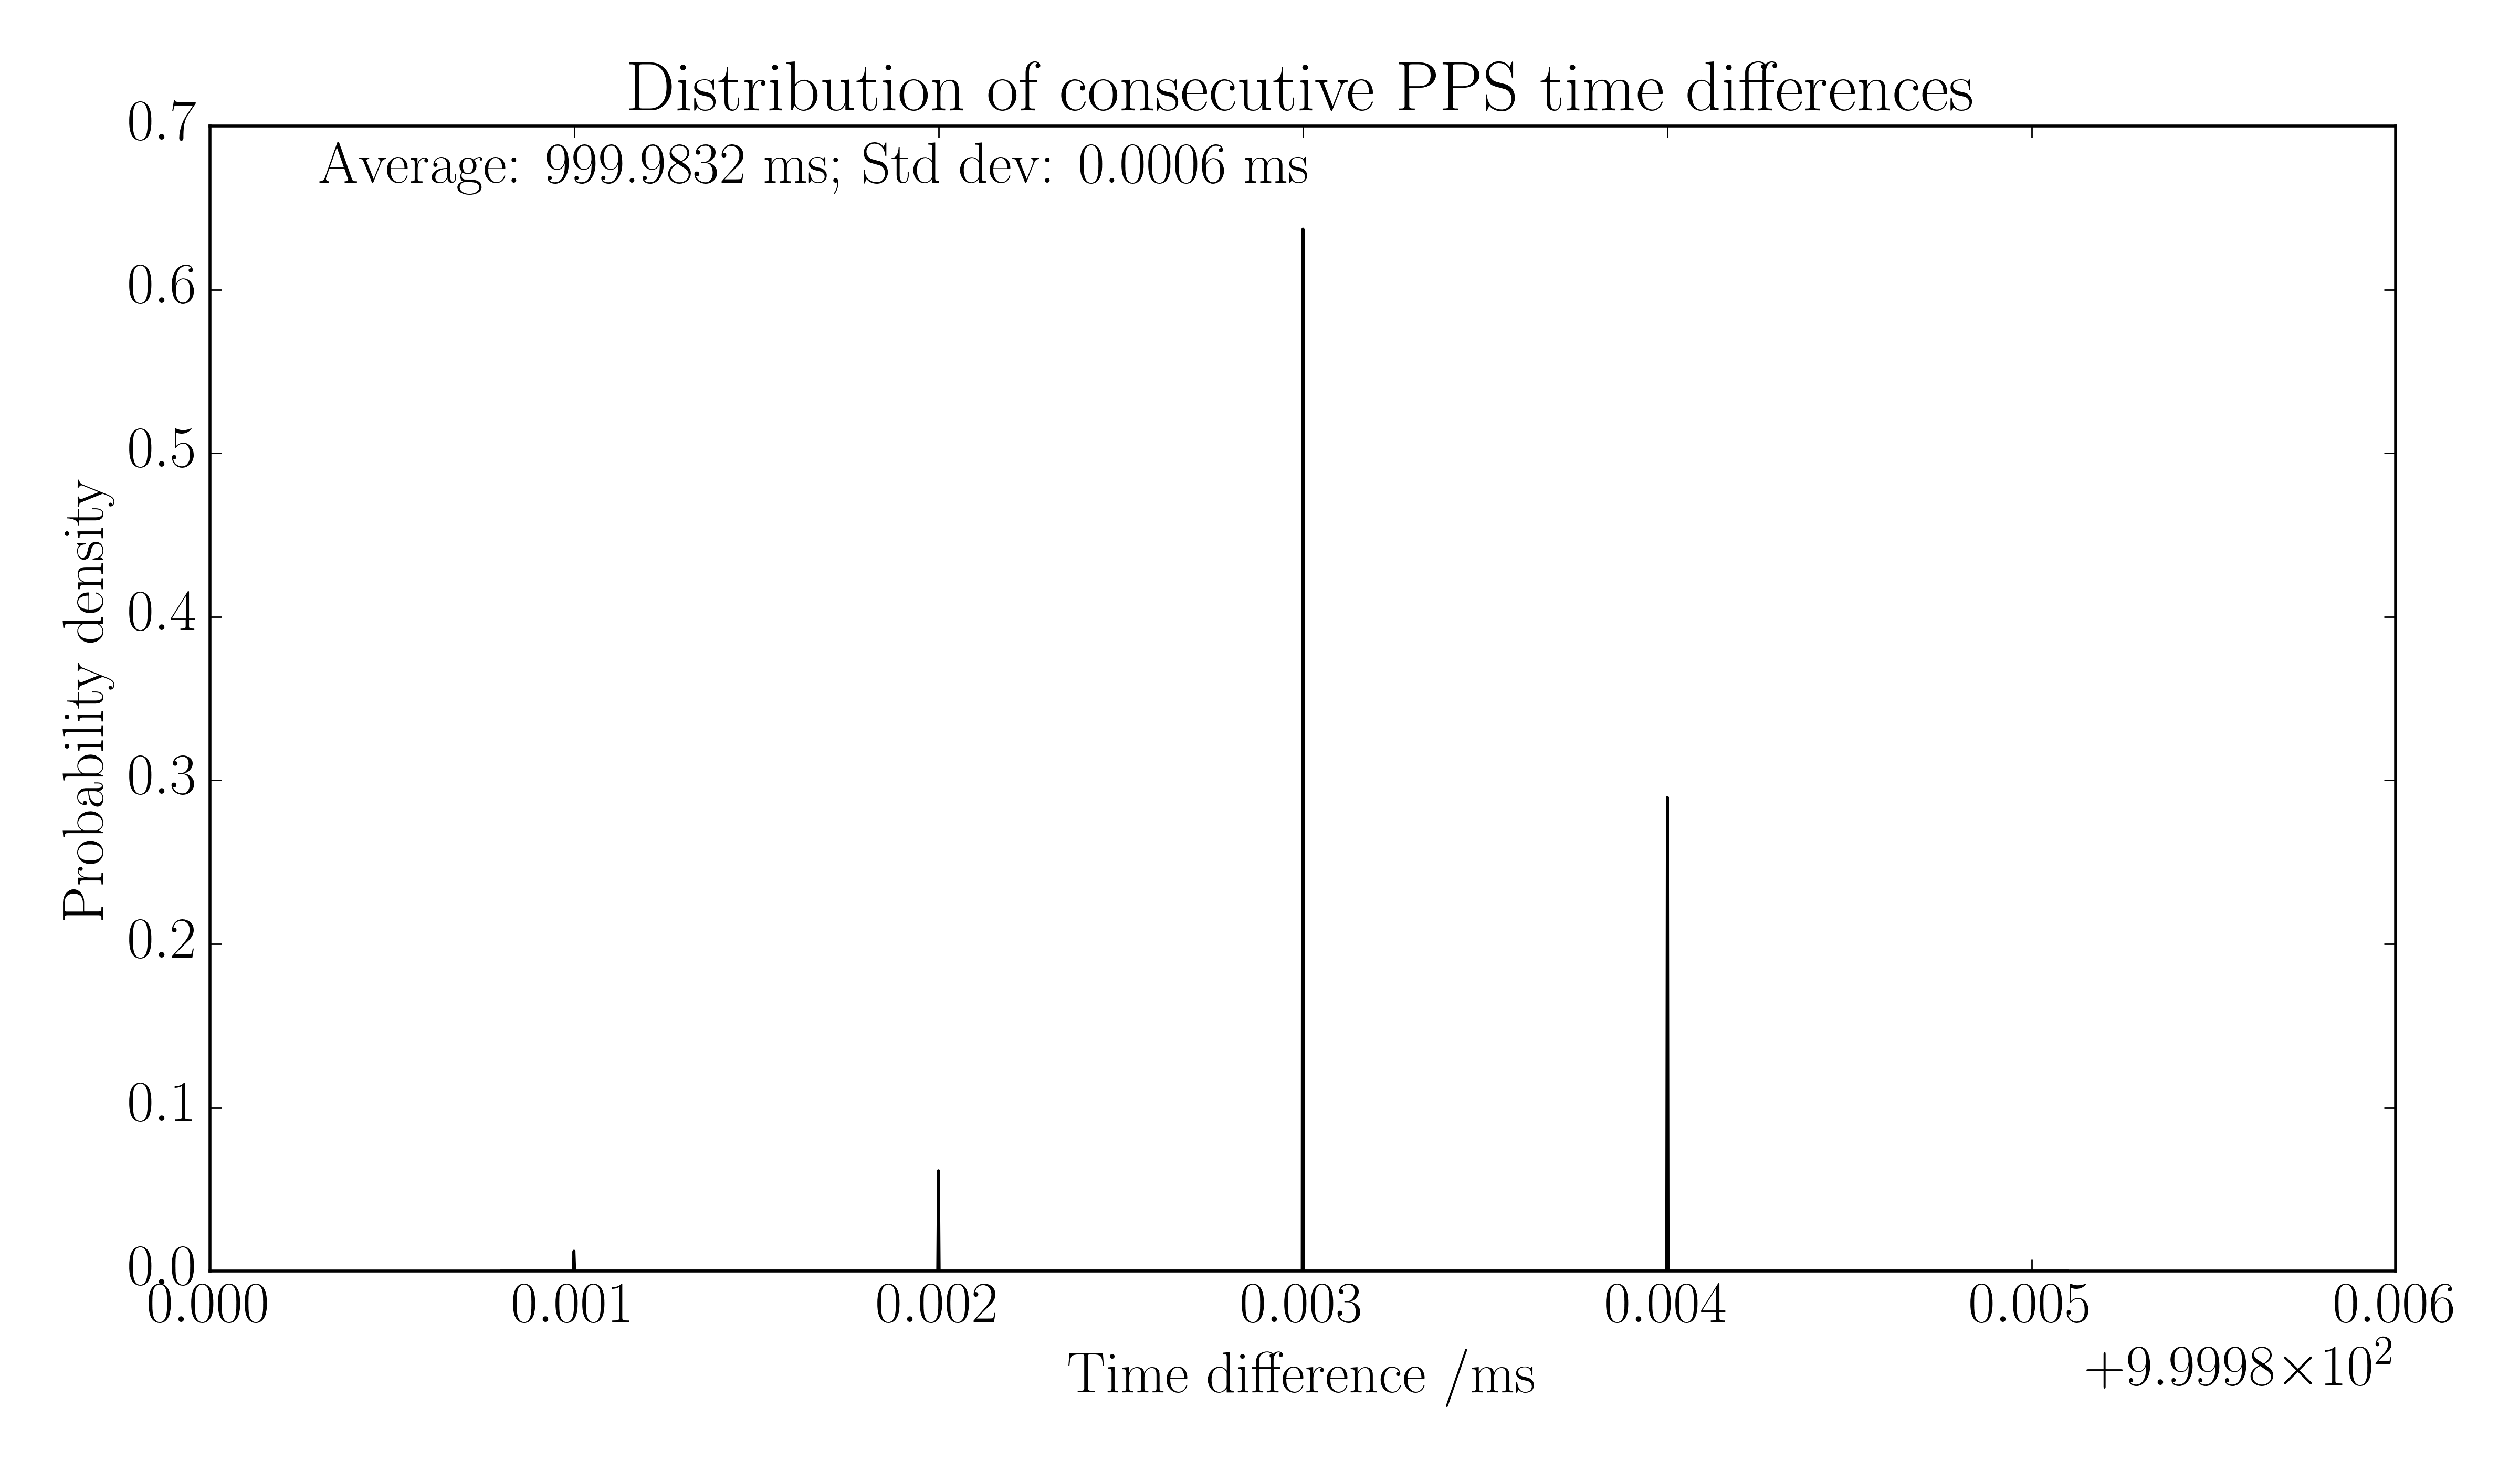 Distribution of consecutive PPS time differences
Average: 999.9832 ms; Std dev: 0.0006 ms
Probability density
0.7
0.6
0.5
0.4
0.3
0.2
0.1
0.0
0.000 0.001 0.002 0.003 0.004 0.005 0.006
Time difference /ms
+9.9998×10²